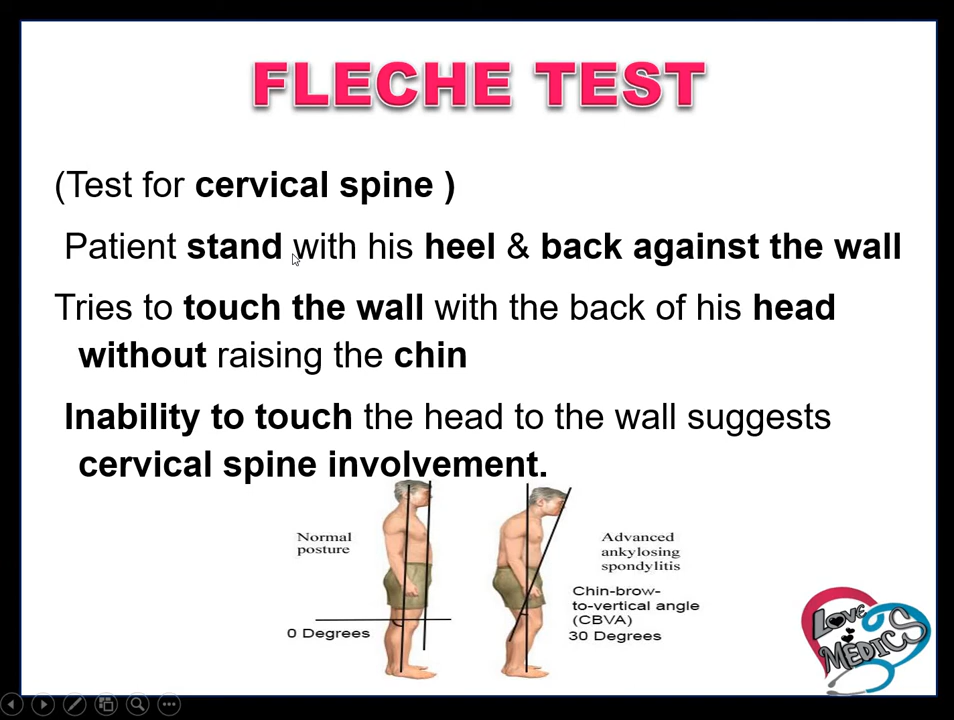 FLECHE TEST
(Test for cervical spine )
Patient stand with his heel & back against the wall
Tries to touch the wall with the back of his head
without raising the chin
Inability to touch the head to the wall suggests
cervical spine involvement.
Normal
posture
0 Degrees
Advanced
ankylosing
spondylitis
Chin-brow-
to-vertical angle
(CBVA)
30 Degrees
LOVE
MEDICS